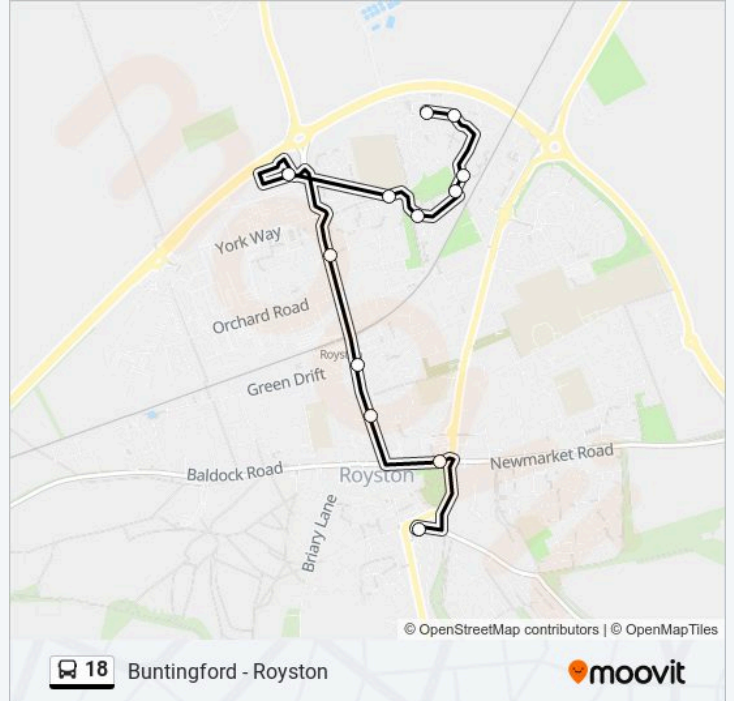 York Way
Orchard Road
Royst
Green Drift
Newmarket Road
Baldock Road
Royston
Briary Lane
© OpenStreetMap contributors | © OpenMapTiles
18 Buntingford - Royston
moovit